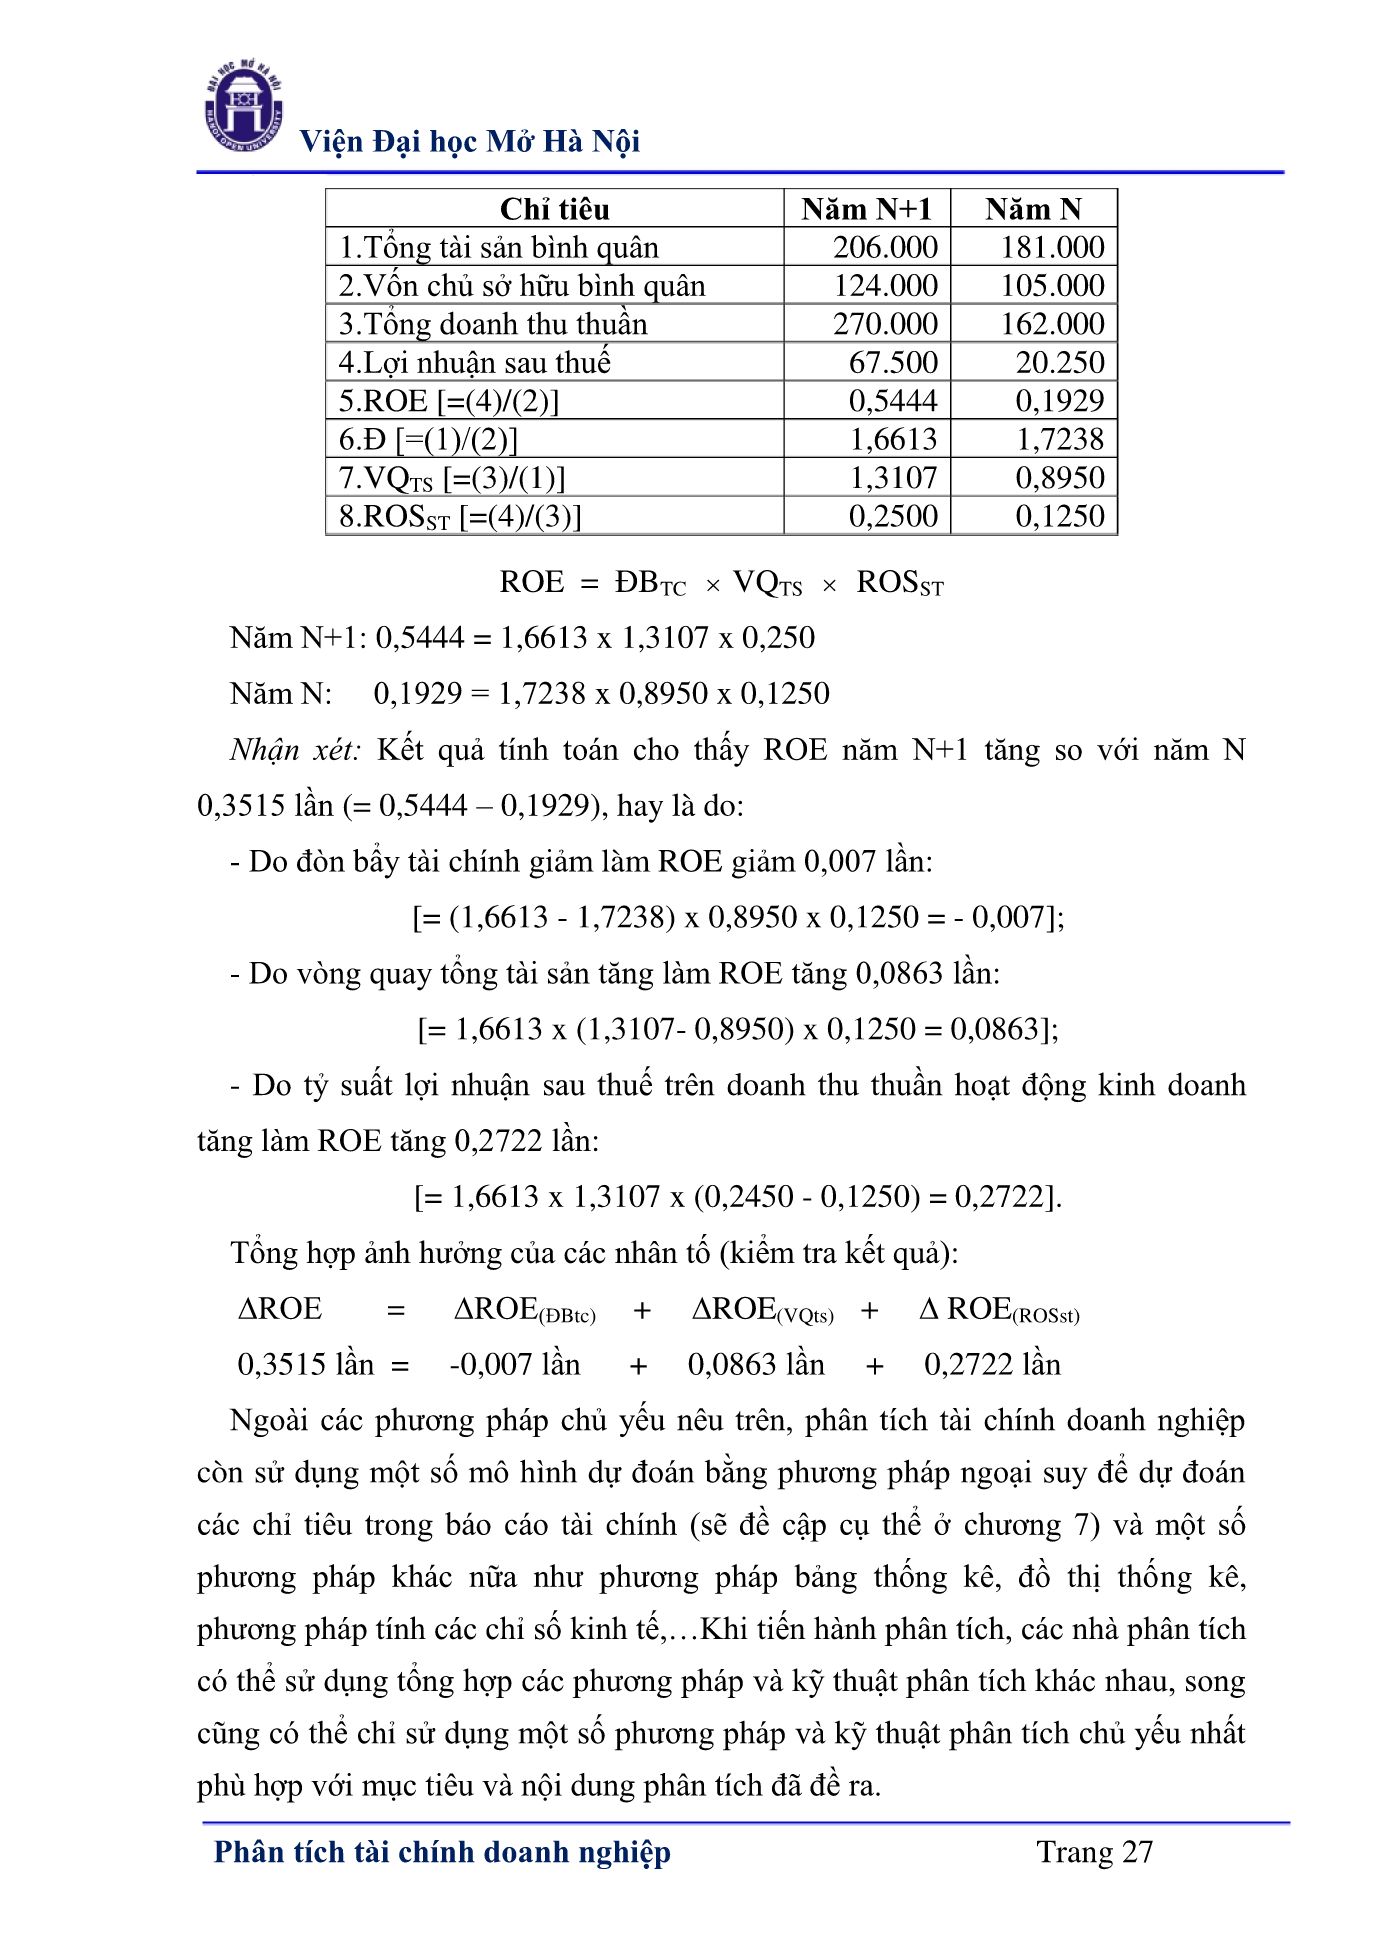 ĐẠI HỌC MỞ HÀ NỘI
HANOI OPEN UNIVERSITY
Viện Đại học Mở Hà Nội
Chỉ tiêu Năm N+1 Năm N
1.Tổng tài sản bình quân 206.000 181.000
2.Vốn chủ sở hữu bình quân 124.000 105.000
3.Tổng doanh thu thuần 270.000 162.000
4.Lợi nhuận sau thuế 67.500 20.250
5.ROE [=(4)/(2)] 0,5444 0,1929
6.Đ [=(1)/(2)] 1,6613 1,7238
7.VQTS [=(3)/(1)] 1,3107 0,8950
8.ROSST [=(4)/(3)] 0,2500 0,1250
ROE = ĐBTC × VQTS × ROSST
Năm N+1: 0,5444 = 1,6613 x 1,3107 x 0,250
Năm N: 0,1929 = 1,7238 x 0,8950 x 0,1250
Nhận xét: Kết quả tính toán cho thấy ROE năm N+1 tăng so với năm N
0,3515 lần (= 0,5444 – 0,1929), hay là do:
- Do đòn bẩy tài chính giảm làm ROE giảm 0,007 lần:
[= (1,6613 - 1,7238) x 0,8950 x 0,1250 = - 0,007];
- Do vòng quay tổng tài sản tăng làm ROE tăng 0,0863 lần:
[= 1,6613 x (1,3107- 0,8950) x 0,1250 = 0,0863];
- Do tỷ suất lợi nhuận sau thuế trên doanh thu thuần hoạt động kinh doanh
tăng làm ROE tăng 0,2722 lần:
[= 1,6613 x 1,3107 x (0,2450 - 0,1250) = 0,2722].
Tổng hợp ảnh hưởng của các nhân tố (kiểm tra kết quả):
ΔROE = ΔROE(ĐBtc) + ΔROE(VQts) + Δ ROE(ROSst)
0,3515 lần = -0,007 lần + 0,0863 lần + 0,2722 lần
Ngoài các phương pháp chủ yếu nêu trên, phân tích tài chính doanh nghiệp
còn sử dụng một số mô hình dự đoán bằng phương pháp ngoại suy để dự đoán
các chỉ tiêu trong báo cáo tài chính (sẽ đề cập cụ thể ở chương 7) và một số
phương pháp khác nữa như phương pháp bảng thống kê, đồ thị thống kê,
phương pháp tính các chỉ số kinh tế,…Khi tiến hành phân tích, các nhà phân tích
có thể sử dụng tổng hợp các phương pháp và kỹ thuật phân tích khác nhau, song
cũng có thể chỉ sử dụng một số phương pháp và kỹ thuật phân tích chủ yếu nhất
phù hợp với mục tiêu và nội dung phân tích đã đề ra.
Phân tích tài chính doanh nghiệp Trang 27